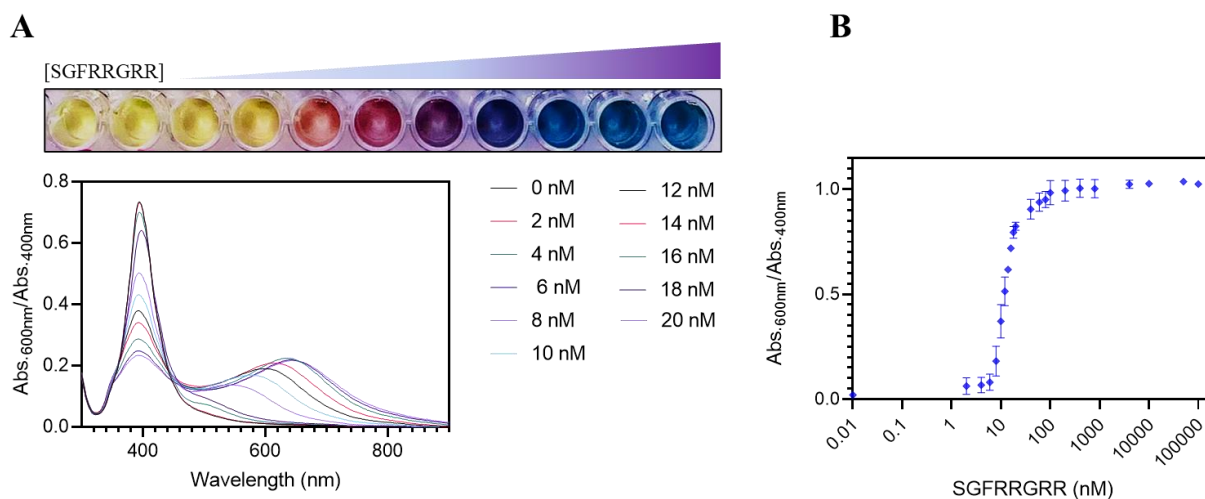 A
B
[SGFRRGRR]
0.8
0.6
0.4
0.2
0.0
400
600
800
Abs.600nm/Abs.400nm
Wavelength (nm)
0 nM
2 nM
4 nM
6 nM
8 nM
10 nM
12 nM
14 nM
16 nM
18 nM
20 nM
1.0
0.5
0.0
0.01
0.1
1
10
100
1000
10000
100000
Abs.600nm/Abs.400nm
SGFRRGRR (nM)